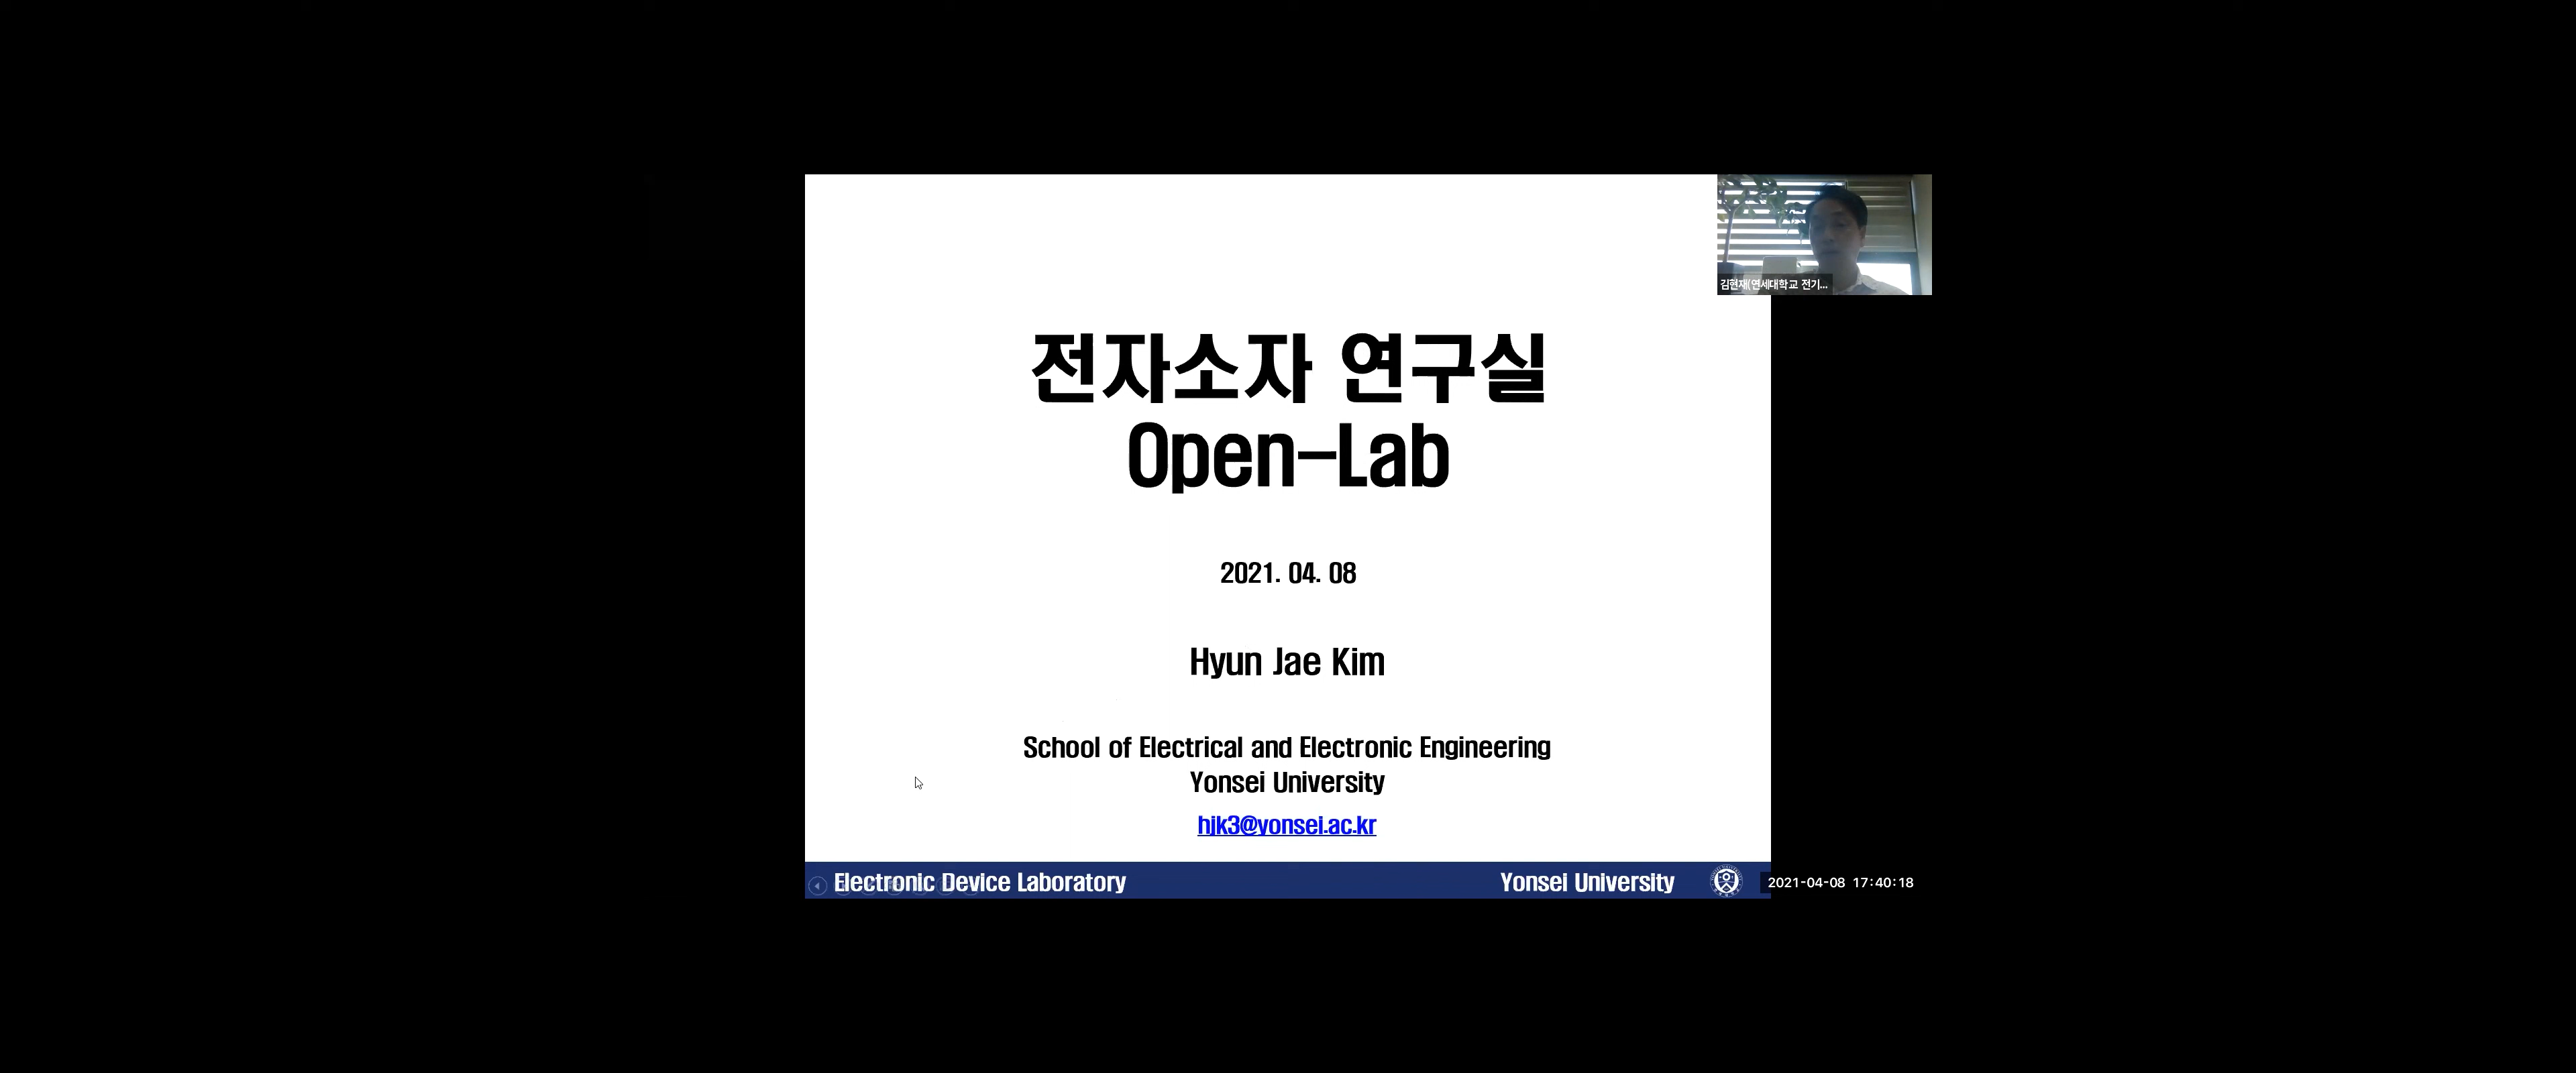 김현재(연세대학교 전기...
전자소자 연구실
Open-Lab
2021. 04. 08
Hyun Jae Kim
School of Electrical and Electronic Engineering
Yonsei University
hjk3@yonsei.ac.kr
Electronic Device Laboratory
Yonsei University
2021-04-08 17:40:18